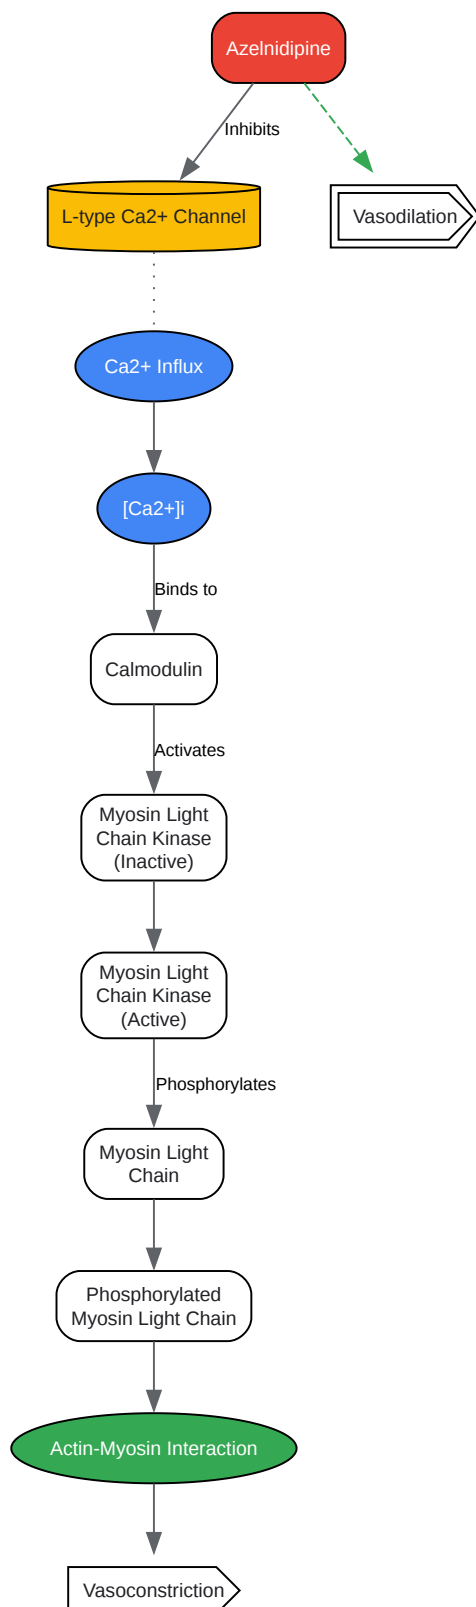 Azelnidipine
Inhibits
L-type Ca2+ Channel
Vasodilation
Ca2+ Influx
[Ca2+]i
Binds to
Calmodulin
Activates
Myosin Light
Chain Kinase
(Inactive)
Myosin Light
Chain Kinase
(Active)
Phosphorylates
Myosin Light
Chain
Phosphorylated
Myosin Light Chain
Actin-Myosin Interaction
Vasoconstriction